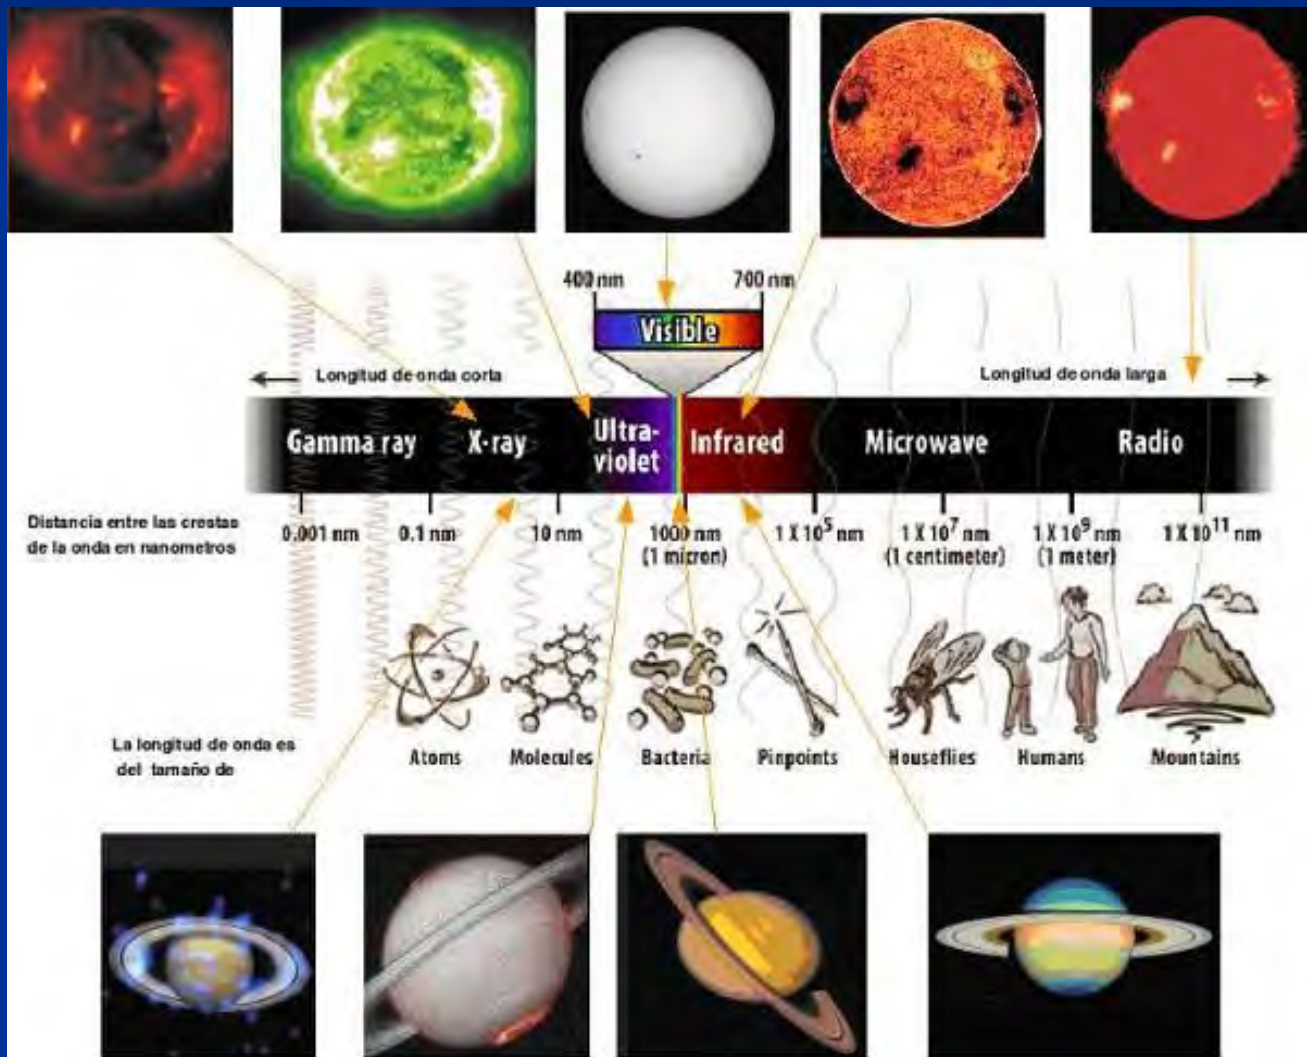 400 nm
700 nm
Visible
Longitud de onda corta
Longitud de onda larga
Gamma ray
X-ray
Ultra-
violet
Infrared
Microwave
Radio
Distancia entre las crestas
de la onda en nanometros
0.001 nm
0.1 nm
10 nm
1000 nm
(1 micron)
1 X 10⁵ nm
1 X 10⁷ nm
(1 centimeter)
1 X 10⁹ nm
(1 meter)
1 X 10¹¹ nm
La longitud de onda es
del tamaño de
Atoms
Molecules
Bacteria
Pinpoints
Houseflies
Humans
Mountains